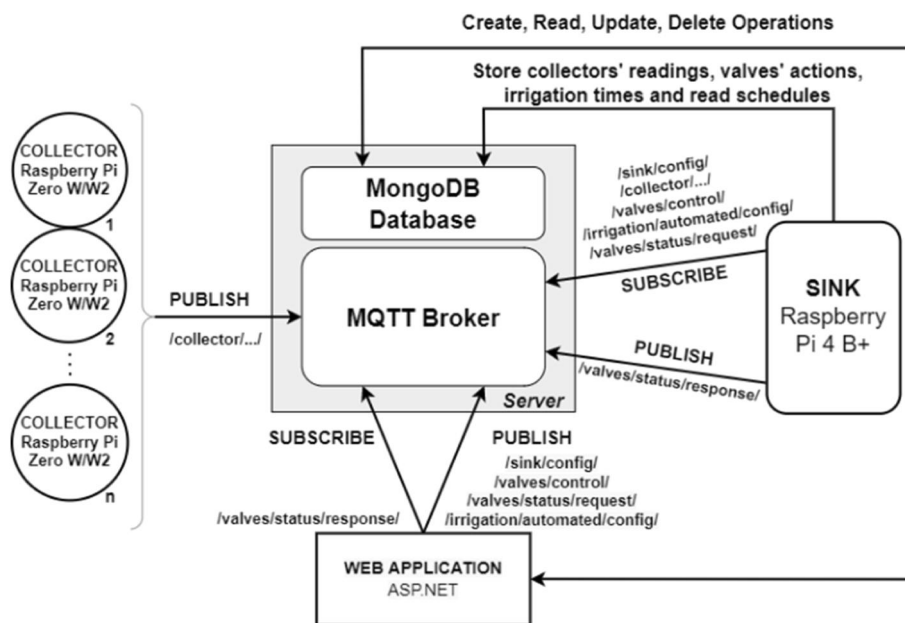 Create, Read, Update, Delete Operations
Store collectors' readings, valves' actions,
irrigation times and read schedules
COLLECTOR
Raspberry Pi
Zero W/W2
1
COLLECTOR
Raspberry Pi
Zero W/W2
2
COLLECTOR
Raspberry Pi
Zero W/W2
n
PUBLISH
/collector/.../
MongoDB
Database
MQTT Broker
Server
/sink/config/
/collector/.../
/valves/control/
/irrigation/automated/config/
/valves/status/request/
SUBSCRIBE
PUBLISH
/valves/status/response/
SINK
Raspberry
Pi 4 B+
SUBSCRIBE
/valves/status/response/
PUBLISH
/sink/config/
/valves/control/
/valves/status/request/
/irrigation/automated/config/
WEB APPLICATION
ASP.NET